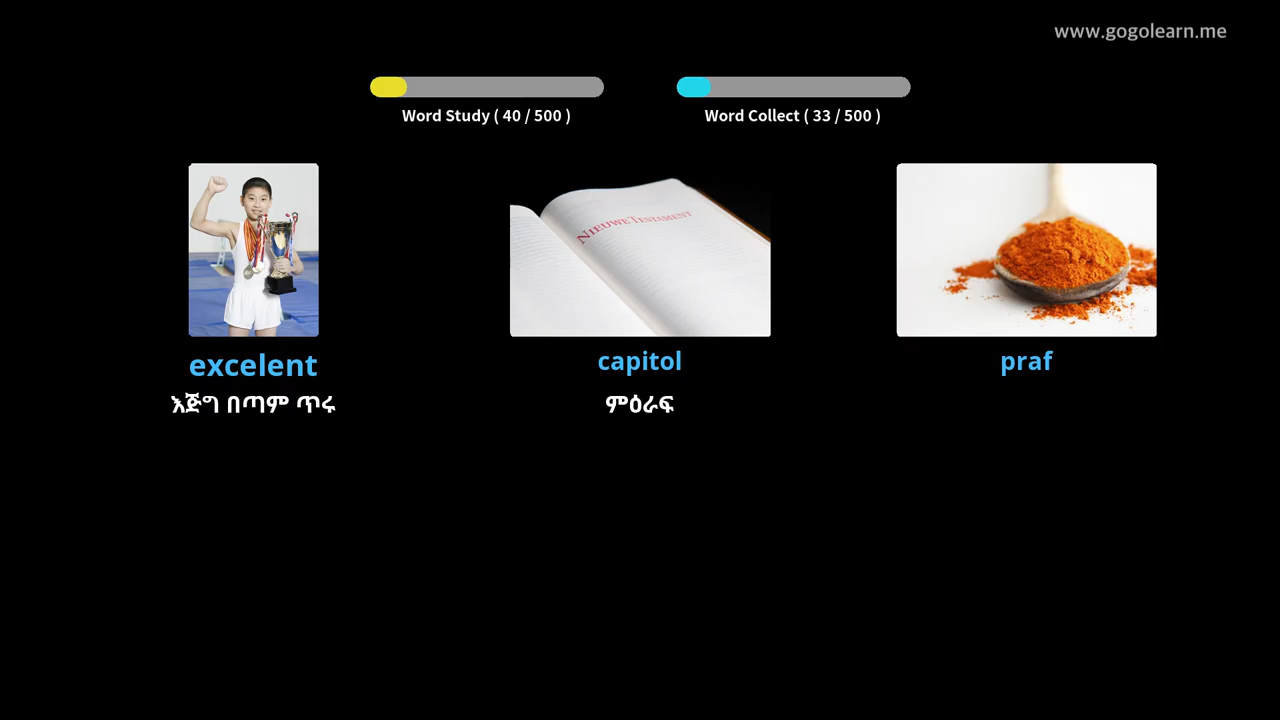 www.gogolearn.me
Word Study ( 40 / 500 )
Word Collect ( 33 / 500 )
NIEUWE TESTAMENT
excelent
capitol
praf
እጅግ በጣም ጥሩ
ምዕራፍ